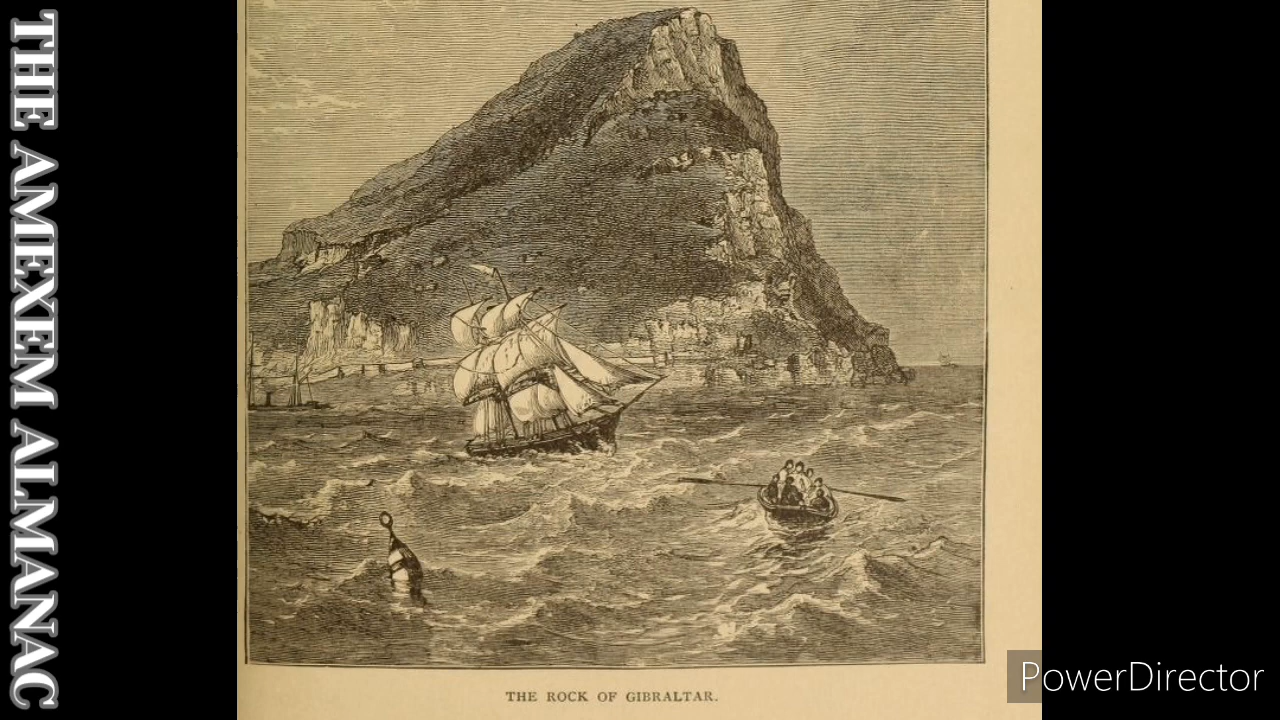 THE AMEXEM ALMANAC
THE ROCK OF GIBRALTAR.
PowerDirector